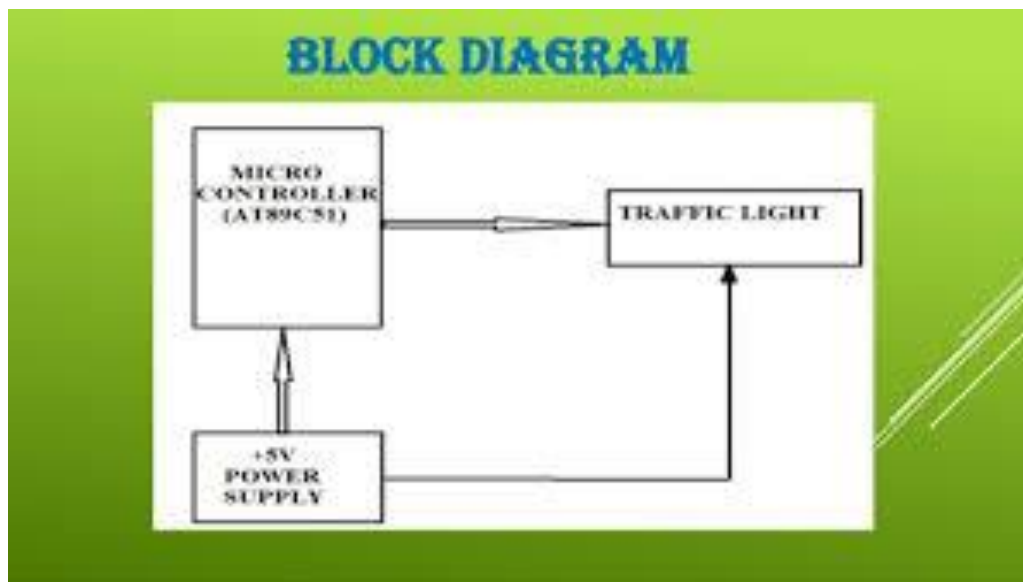 BLOCK DIAGRAM
MICRO
CONTROLLER
(AT89C51)
TRAFFIC LIGHT
+5V
POWER
SUPPLY